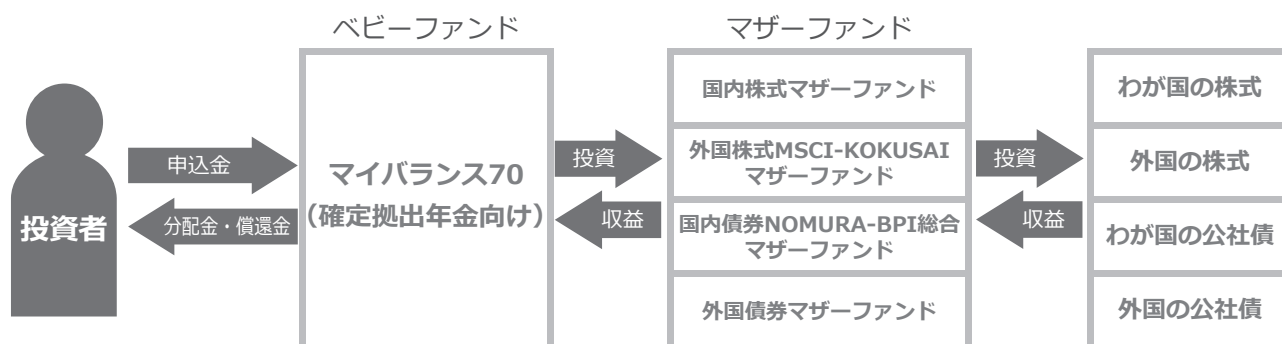 ベビーファンド
マザーファンド
投資者
申込金
分配金・償還金
マイバランス70
(確定拠出年金向け)
投資
収益
国内株式マザーファンド
外国株式MSCI-KOKUSAI
マザーファンド
国内債券NOMURA-BPI総合
マザーファンド
外国債券マザーファンド
投資
収益
わが国の株式
外国の株式
わが国の公社債
外国の公社債